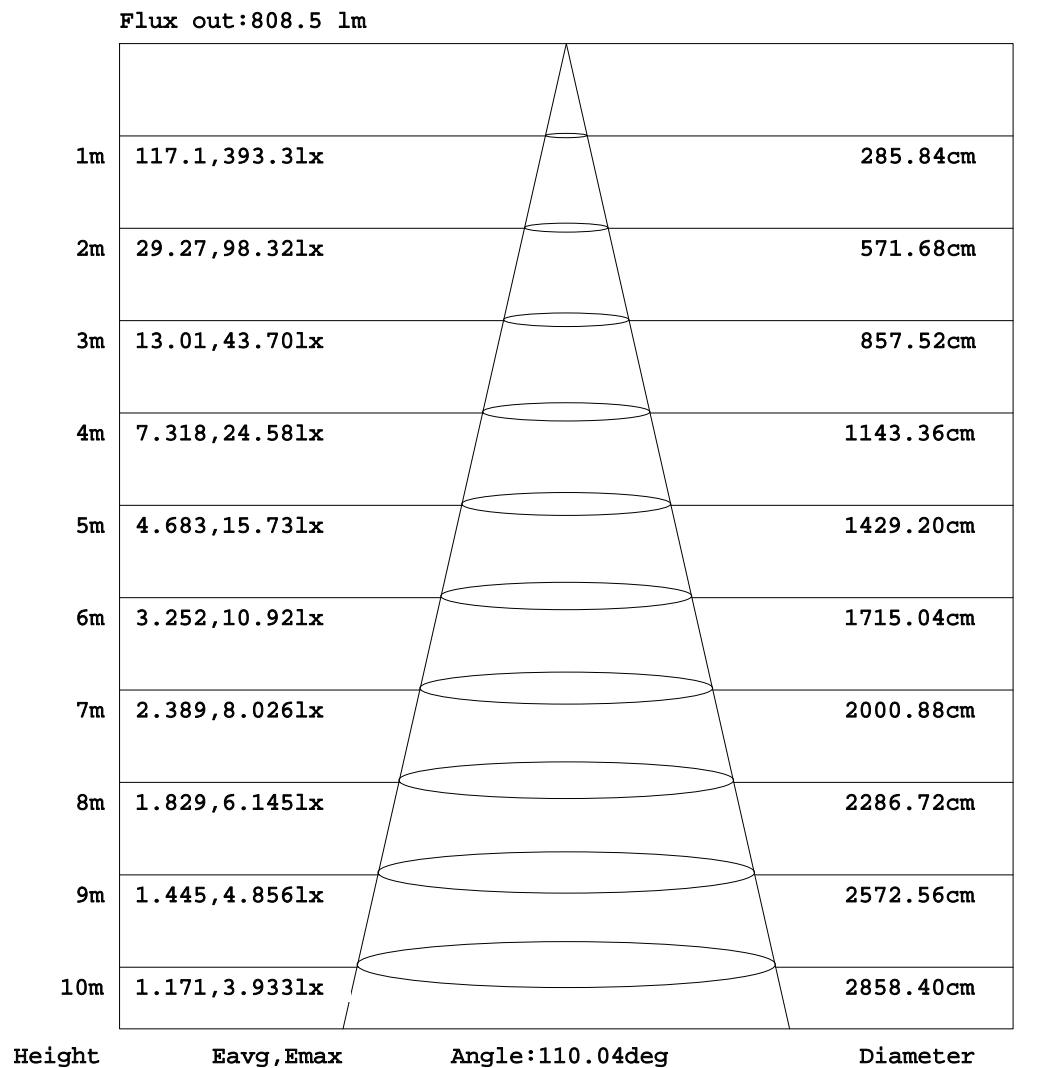 Flux out:808.5 lm
1m 117.1,393.3lx 285.84cm
2m 29.27,98.32lx 571.68cm
3m 13.01,43.70lx 857.52cm
4m 7.318,24.58lx 1143.36cm
5m 4.683,15.73lx 1429.20cm
6m 3.252,10.92lx 1715.04cm
7m 2.389,8.026lx 2000.88cm
8m 1.829,6.145lx 2286.72cm
9m 1.445,4.856lx 2572.56cm
10m 1.171,3.933lx 2858.40cm
Height Eavg,Emax Angle:110.04deg Diameter